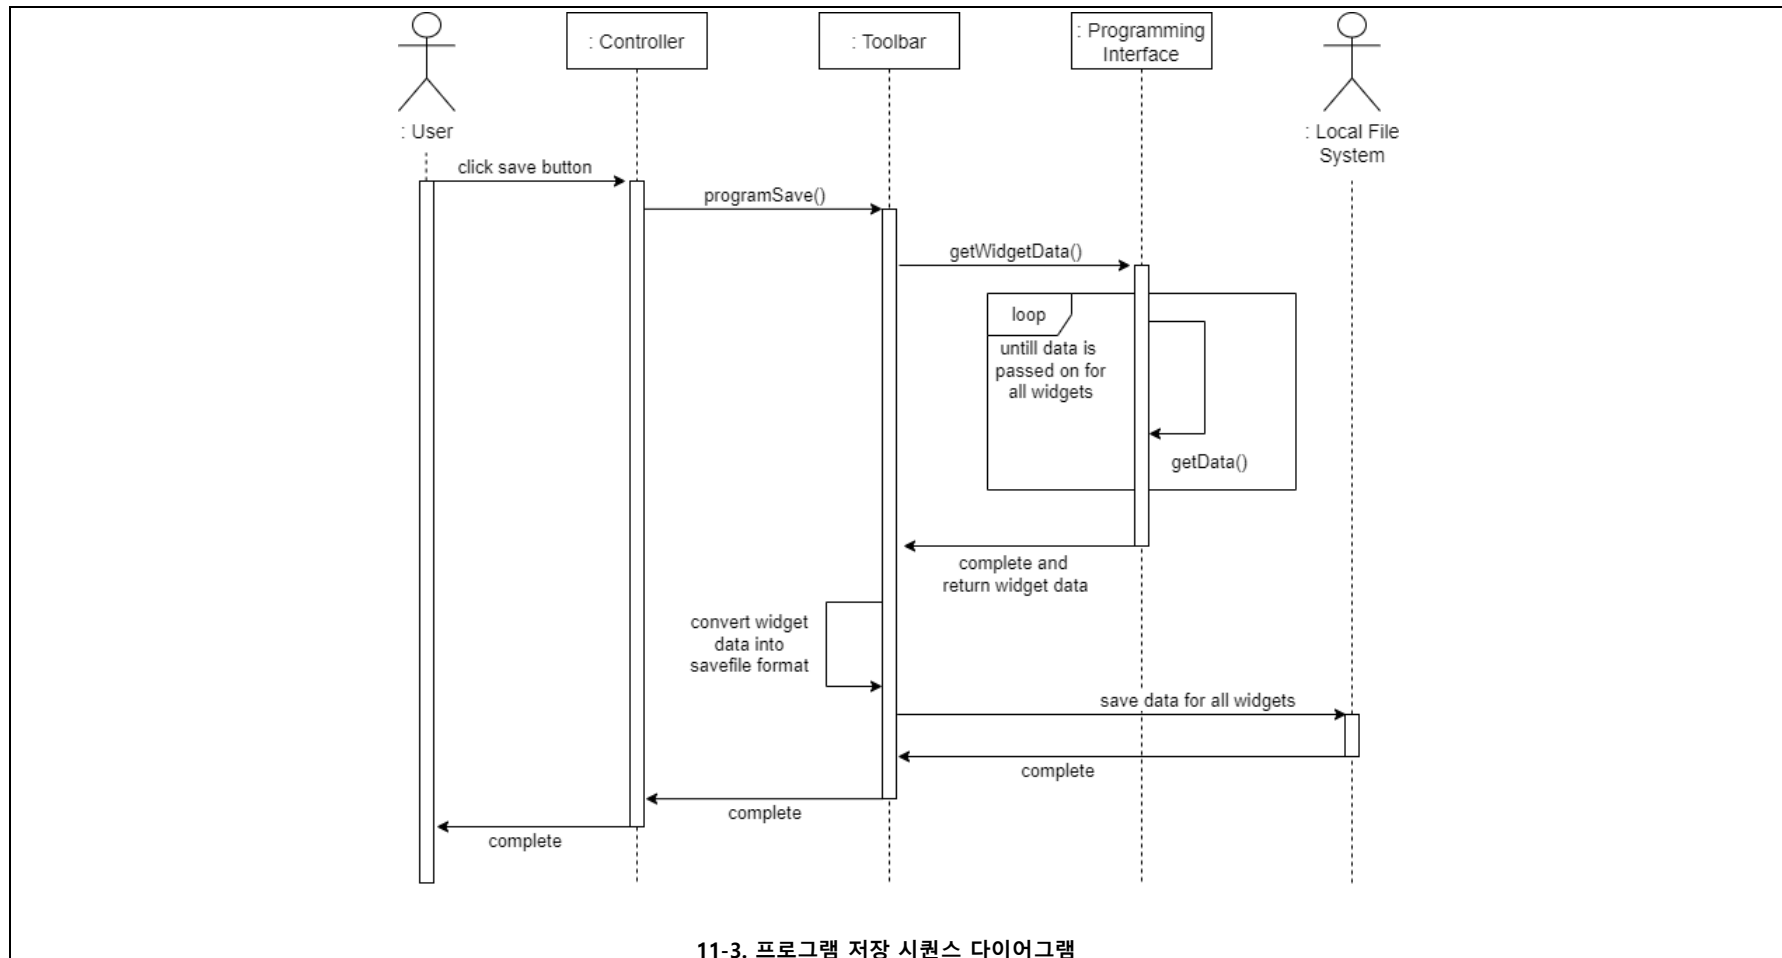 : Controller
: Toolbar
: Programming
Interface
: User
: Local File
System
click save button
programSave()
getWidgetData()
loop
untill data is
passed on for
all widgets
getData()
complete and
return widget data
convert widget
data into
savefile format
save data for all widgets
complete
complete
complete
11-3. 프로그램 저장 시퀀스 다이어그램